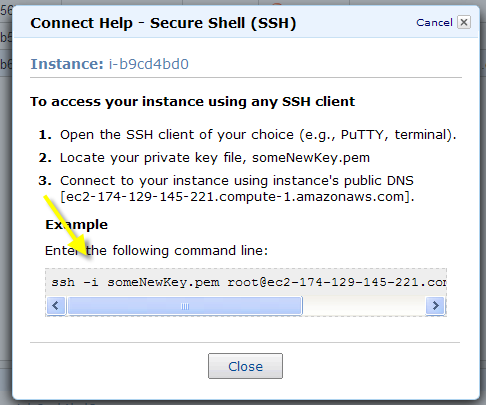 Connect Help - Secure Shell (SSH)
Cancel
Instance: i-b9cd4bd0
To access your instance using any SSH client
1. Open the SSH client of your choice (e.g., PuTTY, terminal).
2. Locate your private key file, someNewKey.pem
3. Connect to your instance using instance's public DNS
[ec2-174-129-145-221.compute-1.amazonaws.com].
Example
Enter the following command line:
ssh -i someNewKey.pem root@ec2-174-129-145-221.com
Close